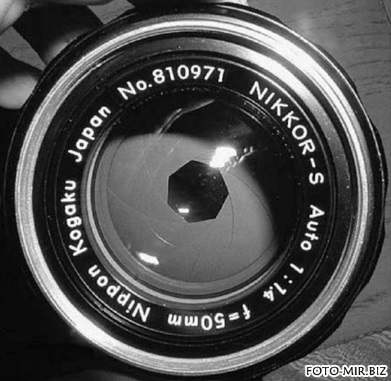 NIKKOR-S Auto 1:1.4 f=50mm Nippon Kogaku Japan No.810971
FOTO-MIR.BIZ